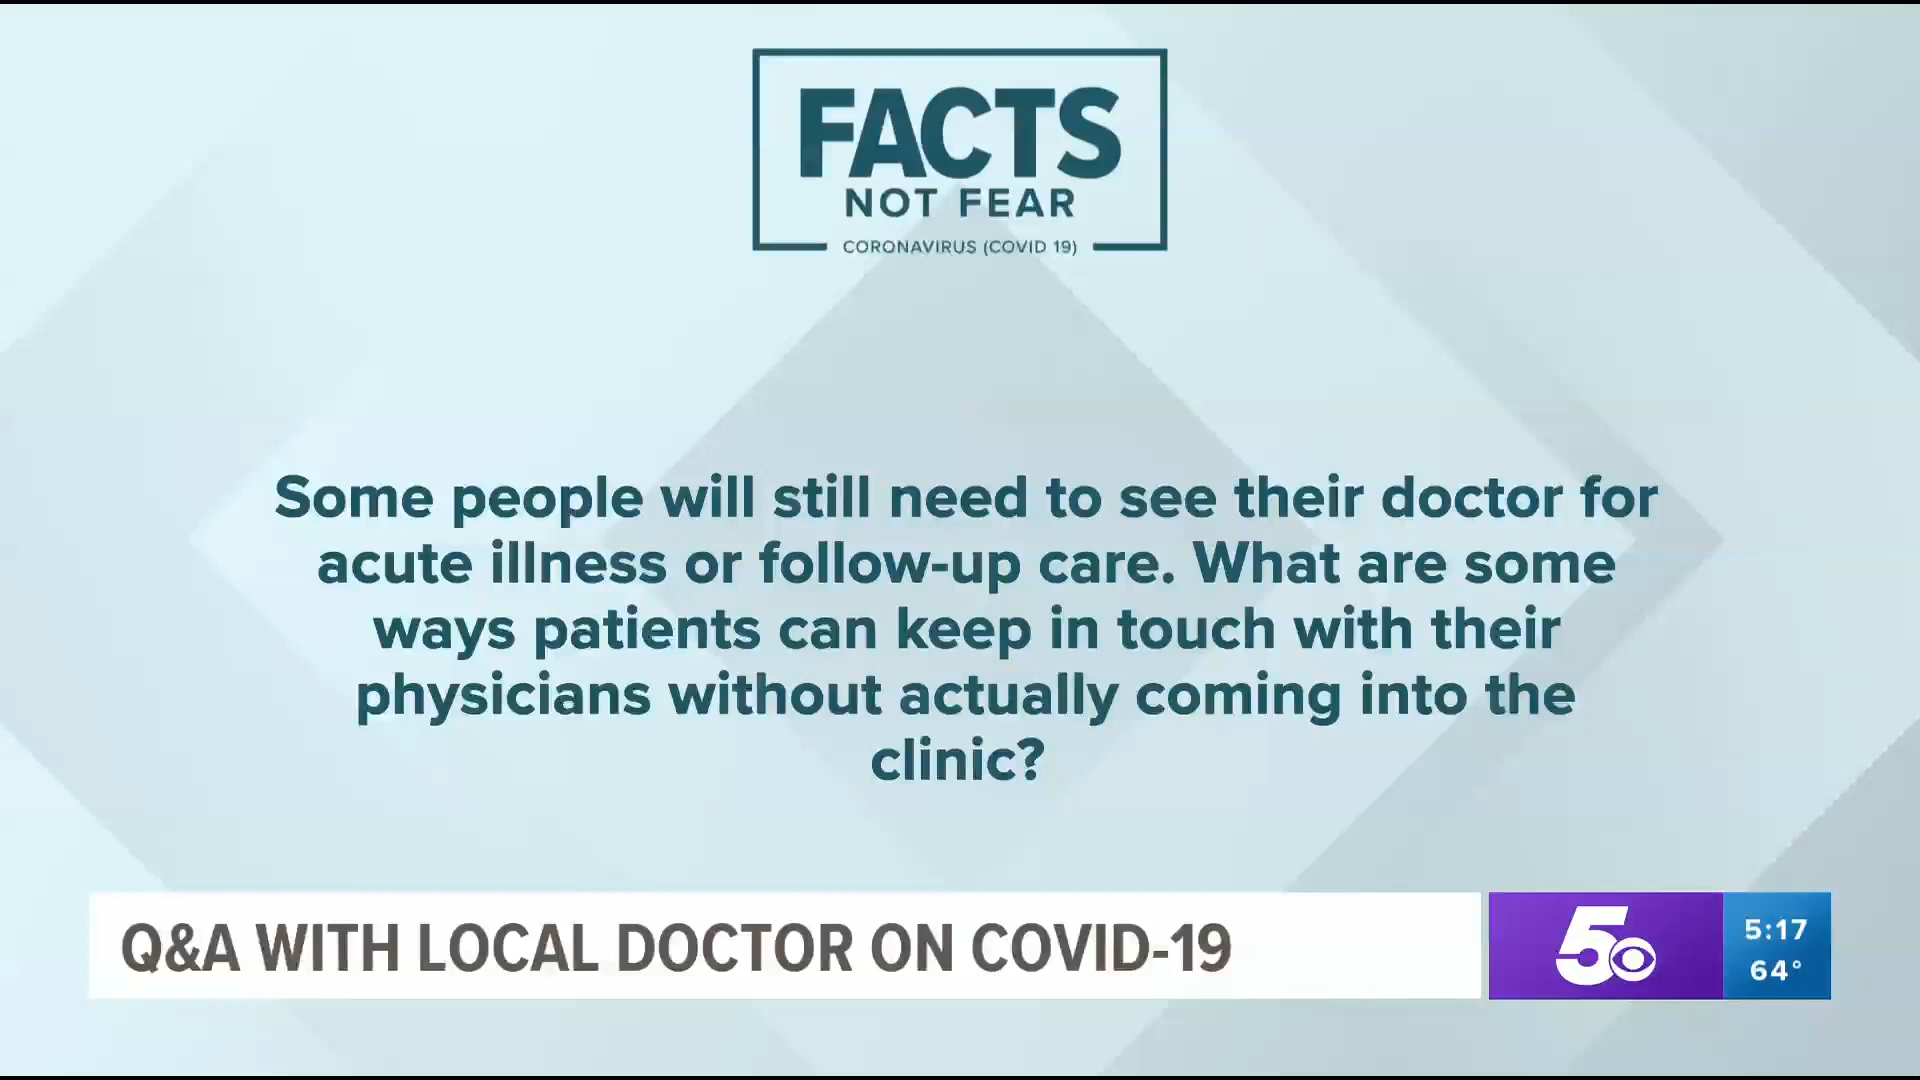 FACTS
NOT FEAR
CORONAVIRUS (COVID 19)
Some people will still need to see their doctor for
acute illness or follow-up care. What are some
ways patients can keep in touch with their
physicians without actually coming into the
clinic?
Q&A WITH LOCAL DOCTOR ON COVID-19
5
5:17
64°